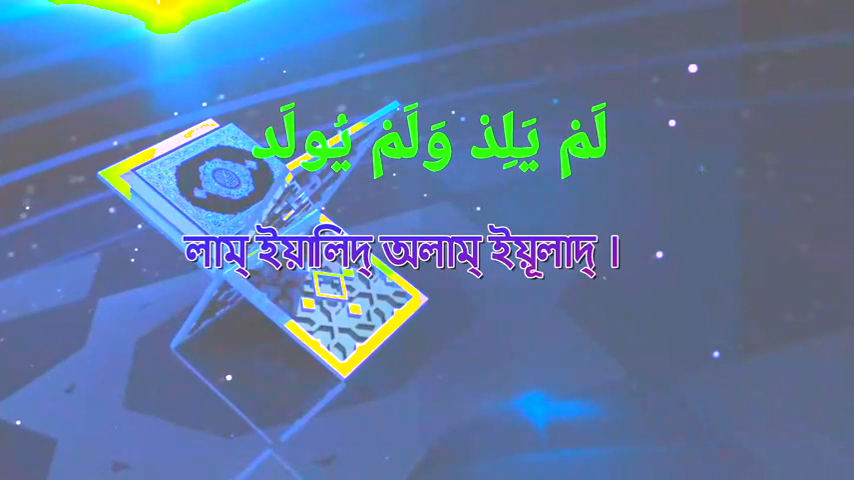 لَمْ يَلِدْ وَلَمْ يُولَدْ
লাম্ ইয়ালিদ্ অলাম্ ইয়ূলাদ্ ।